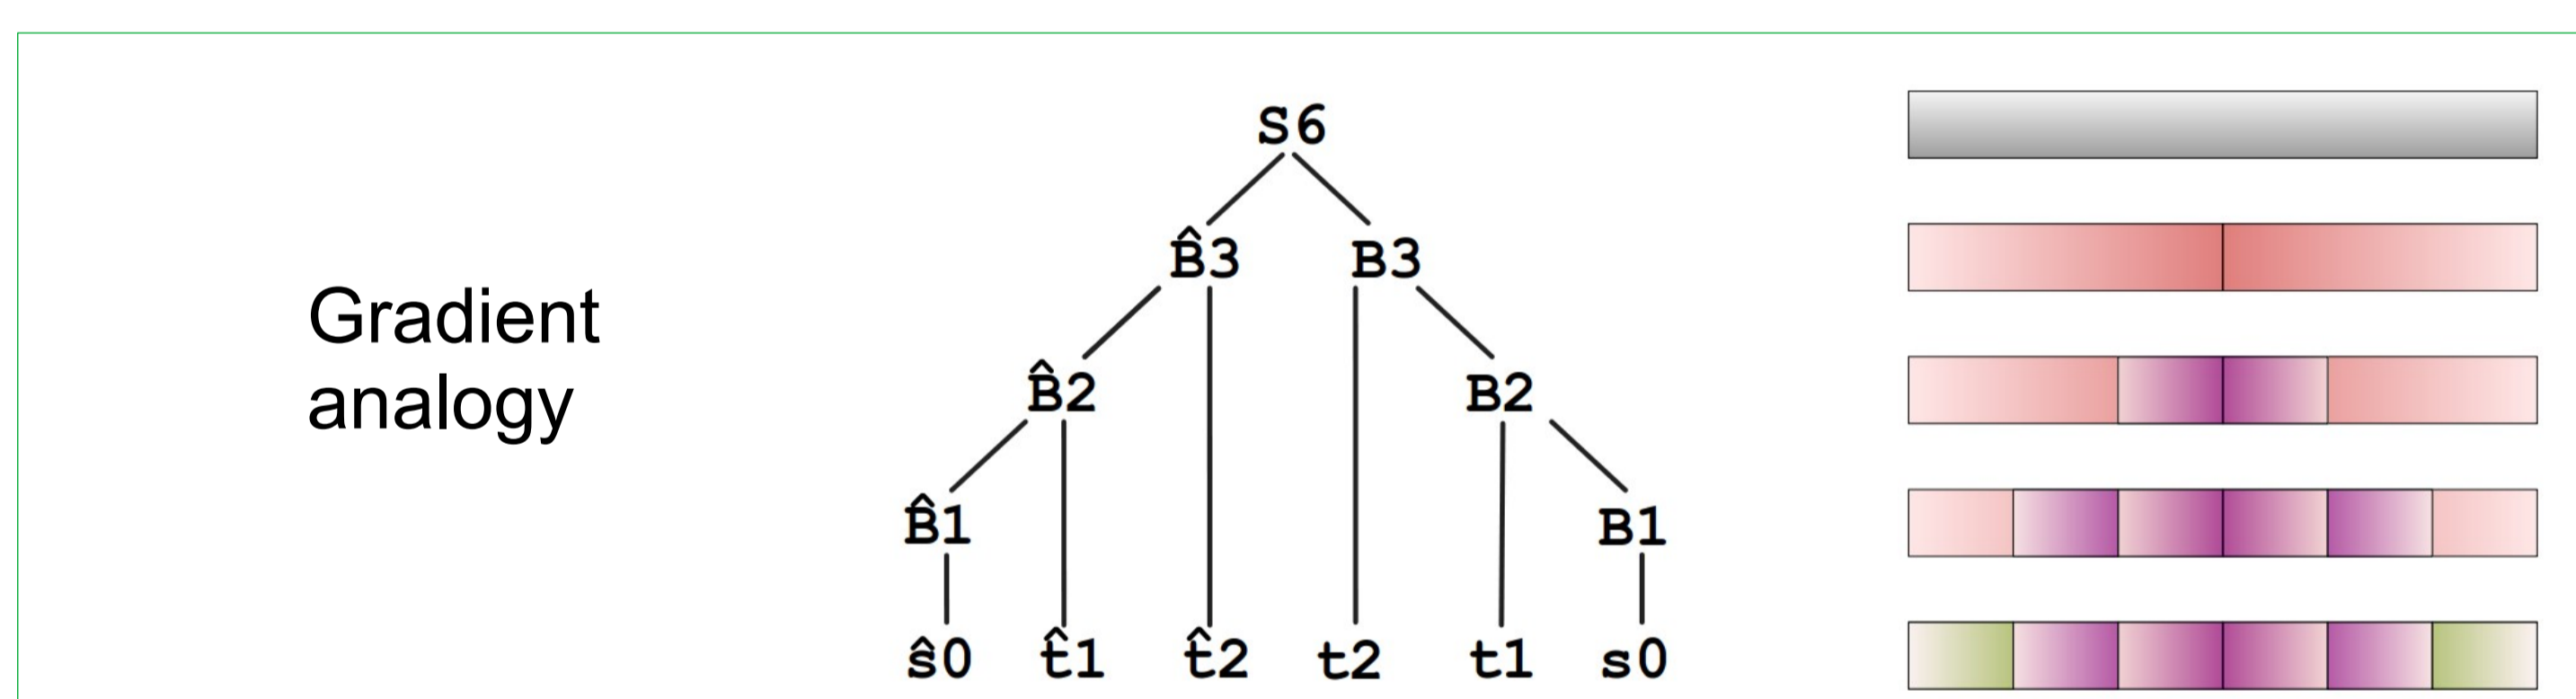 Gradient
analogy
S6
B̂3 B3
B̂2 B2
B̂1 B1
ŝ0 t̂1 t̂2 t2 t1 s0